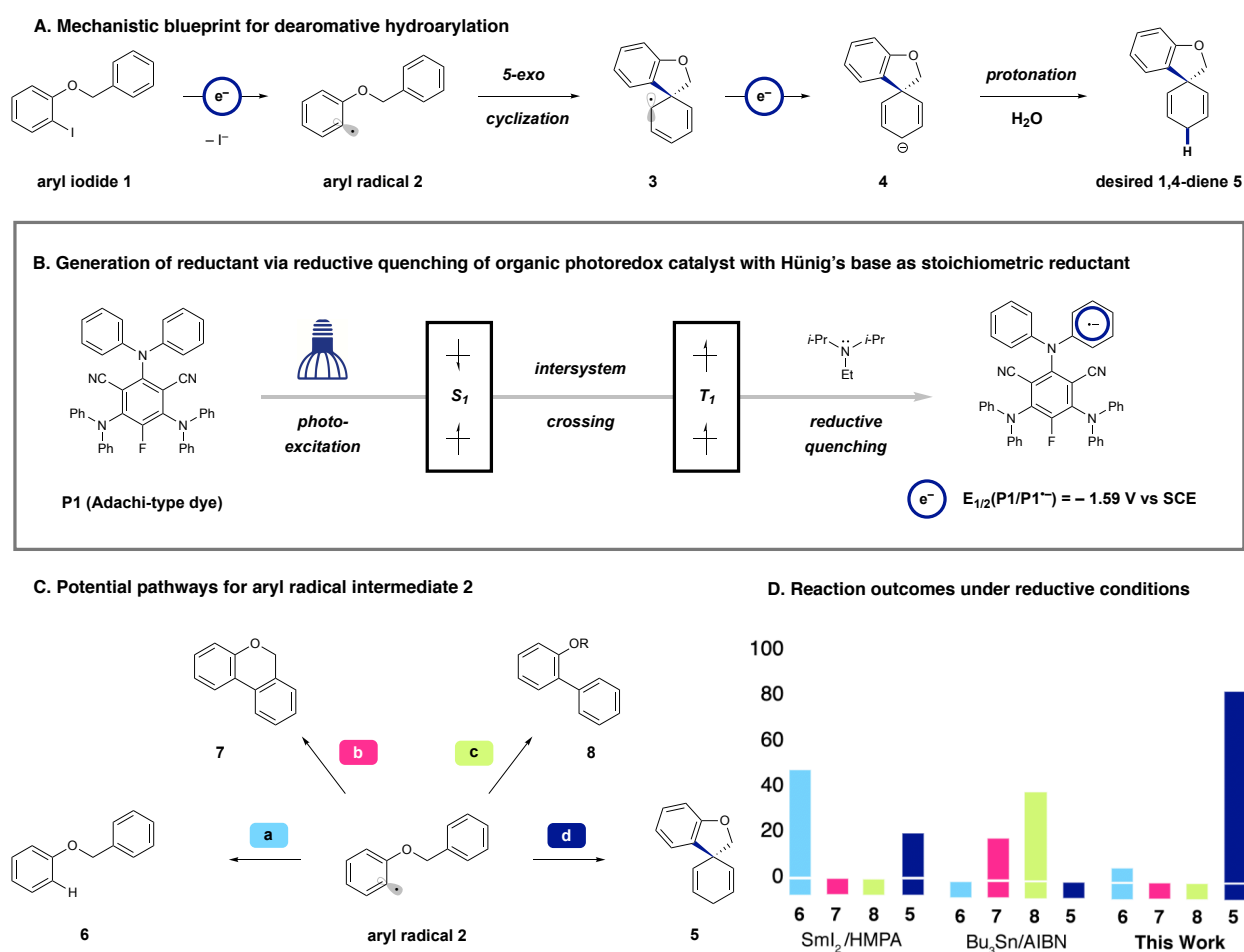 A. Mechanistic blueprint for dearomative hydroarylation
O
I
aryl iodide 1
e–
– I–
O
aryl radical 2
5-exo
cyclization
O
3
e–
O
⊖
4
protonation
H2O
O
H
desired 1,4-diene 5
B. Generation of reductant via reductive quenching of organic photoredox catalyst with Hünig's base as stoichiometric reductant
N
CN
CN
Ph
N
Ph
F
N
Ph
Ph
P1 (Adachi-type dye)
photo-
excitation
S1
intersystem
crossing
T1
i-Pr
N
i-Pr
Et
reductive
quenching
•–
N
CN
CN
Ph
N
Ph
F
N
Ph
Ph
e–
E1/2(P1/P1•–) = – 1.59 V vs SCE
C. Potential pathways for aryl radical intermediate 2
O
7
OR
8
b
c
O
H
6
a
O
aryl radical 2
d
O
5
D. Reaction outcomes under reductive conditions
100
80
60
40
20
0
6 7 8 5
6 7 8 5
6 7 8 5
SmI2/HMPA
Bu3Sn/AIBN
This Work